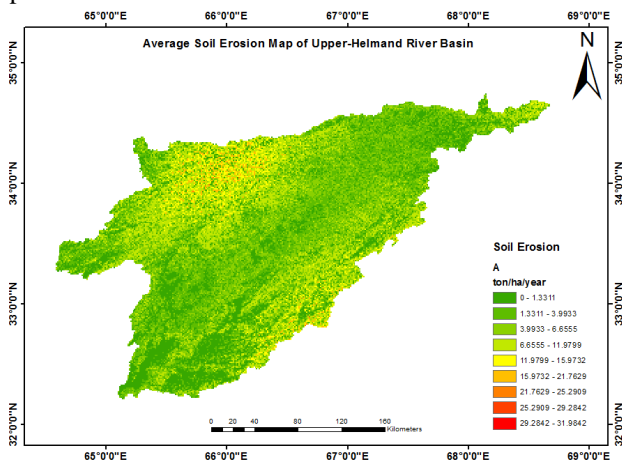 65°0'0"E 66°0'0"E 67°0'0"E 68°0'0"E 69°0'0"E
Average Soil Erosion Map of Upper-Helmand River Basin
N
35°0'0"N 35°0'0"N
34°0'0"N 34°0'0"N
33°0'0"N 33°0'0"N
32°0'0"N 32°0'0"N
Soil Erosion
A
ton/ha/year
0 - 1.3311
1.3311 - 3.9933
3.9933 - 6.6555
6.6555 - 11.9799
11.9799 - 15.9732
15.9732 - 21.7629
21.7629 - 25.2909
25.2909 - 29.2842
29.2842 - 31.9842
0 20 40 80 120 160
Kilometers
65°0'0"E 66°0'0"E 67°0'0"E 68°0'0"E 69°0'0"E